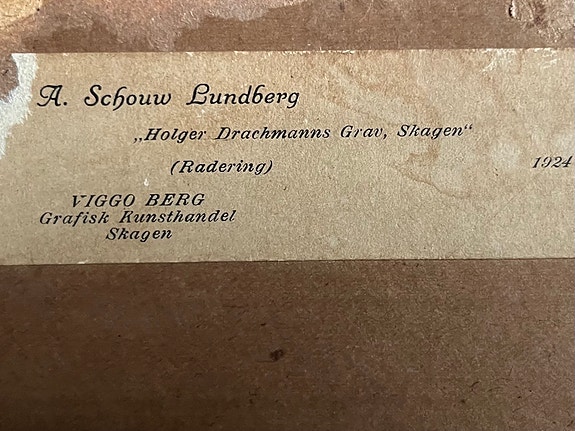 A. Schouw Lundberg
„Holger Drachmanns Grav, Skagen“
(Radering) 1924
VIGGO BERG
Grafisk Kunsthandel
Skagen